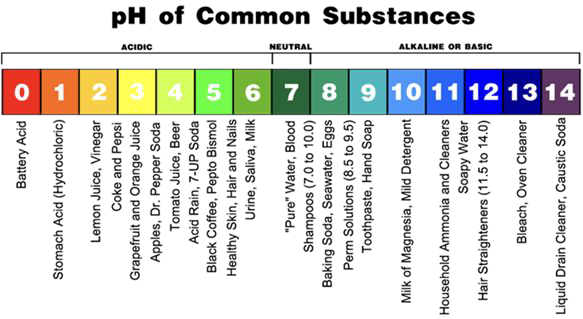 pH of Common Substances
ACIDIC
NEUTRAL
ALKALINE OR BASIC
0
1
2
3
4
5
6
7
8
9
10
11
12
13
14
Battery Acid
Stomach Acid (Hydrochloric)
Lemon Juice, Vinegar
Coke and Pepsi
Grapefruit and Orange Juice
Apples, Dr. Pepper Soda
Tomato Juice, Beer
Acid Rain, 7-UP Soda
Black Coffee, Pepto Bismol
Healthy Skin, Hair and Nails
Urine, Saliva, Milk
"Pure" Water, Blood
Shampoos (7.0 to 10.0)
Baking Soda, Seawater, Eggs
Perm Solutions (8.5 to 9.5)
Toothpaste, Hand Soap
Milk of Magnesia, Mild Detergent
Household Ammonia and Cleaners
Soapy Water
Hair Straighteners (11.5 to 14.0)
Bleach, Oven Cleaner
Liquid Drain Cleaner, Caustic Soda